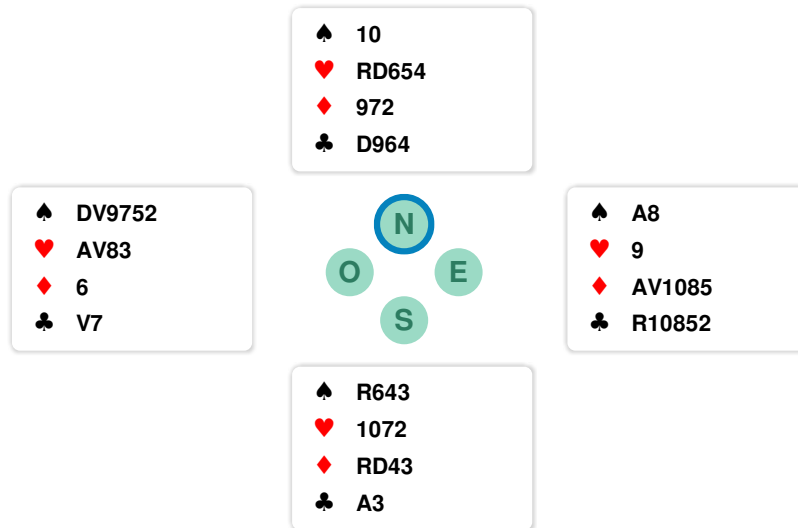 ♠ 10
♥ RD654
♦ 972
♣ D964
♠ DV9752
♥ AV83
♦ 6
♣ V7
N
O E
S
♠ A8
♥ 9
♦ AV1085
♣ R10852
♠ R643
♥ 1072
♦ RD43
♣ A3